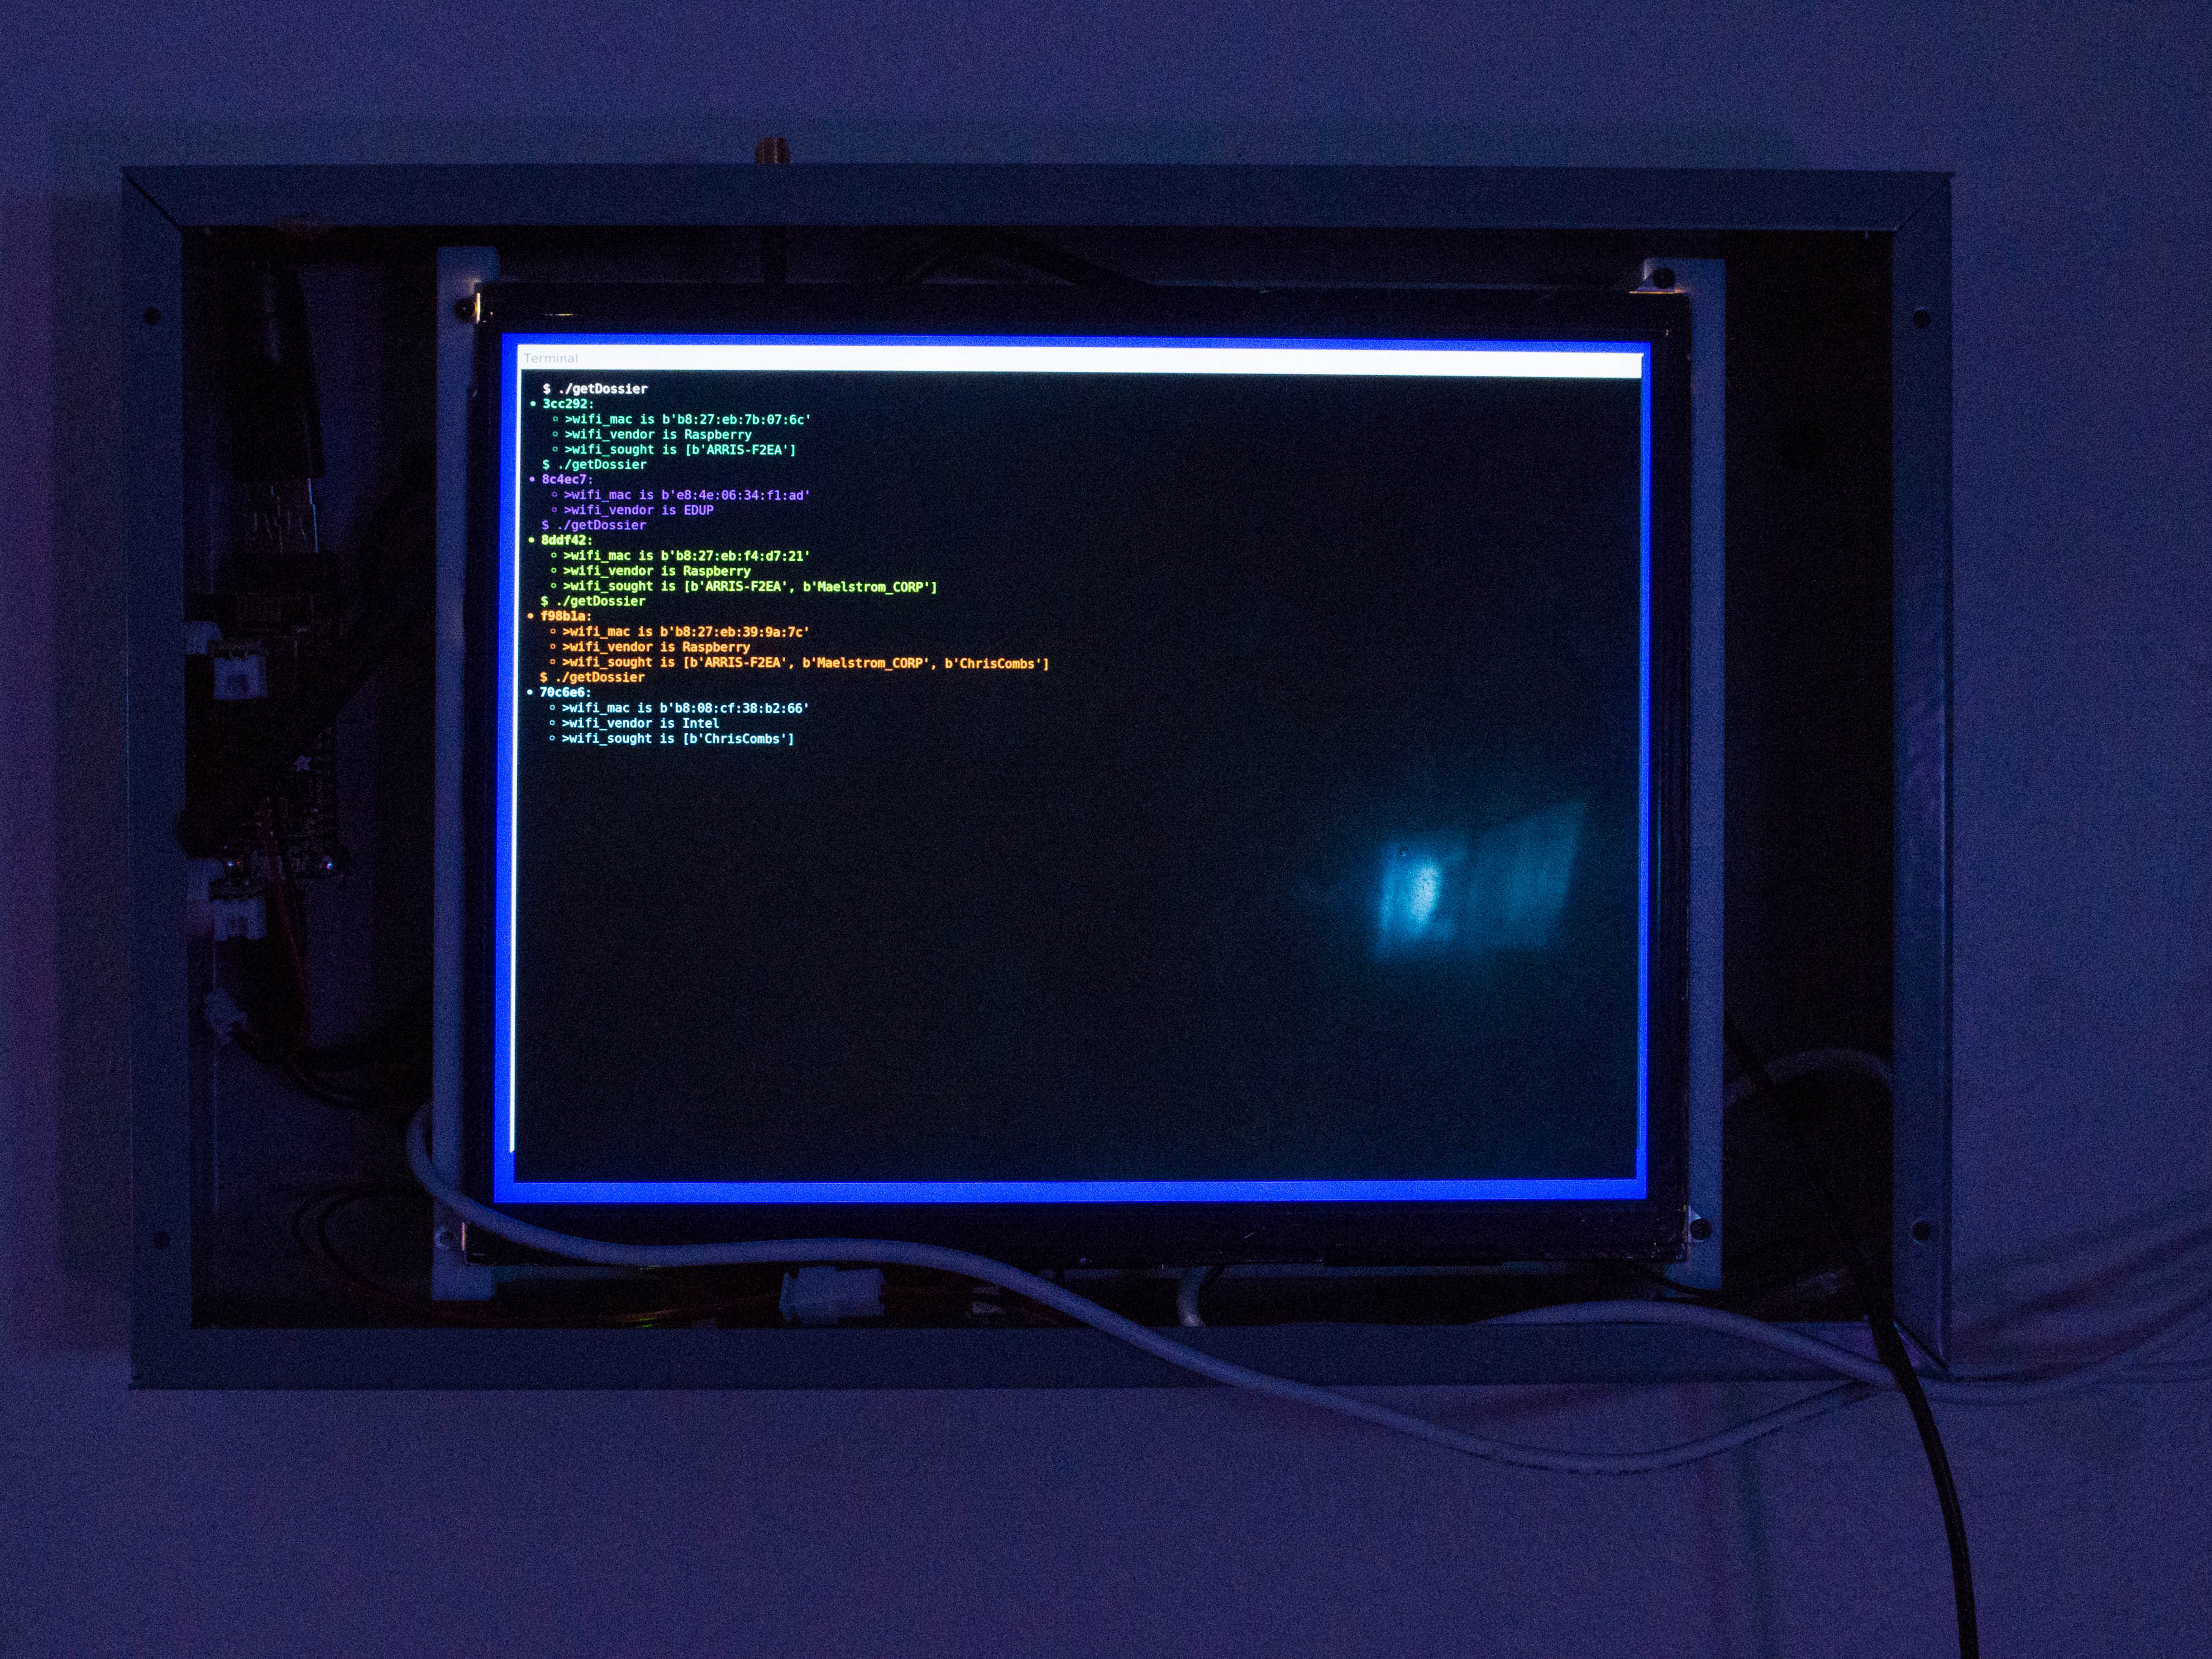 Terminal
$ ./getDossier
• 3cc292:
◦ >wifi_mac is b'b8:27:eb:7b:07:6c'
◦ >wifi_vendor is Raspberry
◦ >wifi_sought is [b'ARRIS-F2EA']
$ ./getDossier
• 8c4ec7:
◦ >wifi_mac is b'e8:4e:06:34:f1:ad'
◦ >wifi_vendor is EDUP
$ ./getDossier
• 8ddf42:
◦ >wifi_mac is b'b8:27:eb:f4:d7:21'
◦ >wifi_vendor is Raspberry
◦ >wifi_sought is [b'ARRIS-F2EA', b'Maelstrom_CORP']
$ ./getDossier
• f98b1a:
◦ >wifi_mac is b'b8:27:eb:39:9a:7c'
◦ >wifi_vendor is Raspberry
◦ >wifi_sought is [b'ARRIS-F2EA', b'Maelstrom_CORP', b'ChrisCombs']
$ ./getDossier
• 70c6e6:
◦ >wifi_mac is b'b8:08:cf:38:b2:66'
◦ >wifi_vendor is Intel
◦ >wifi_sought is [b'ChrisCombs']